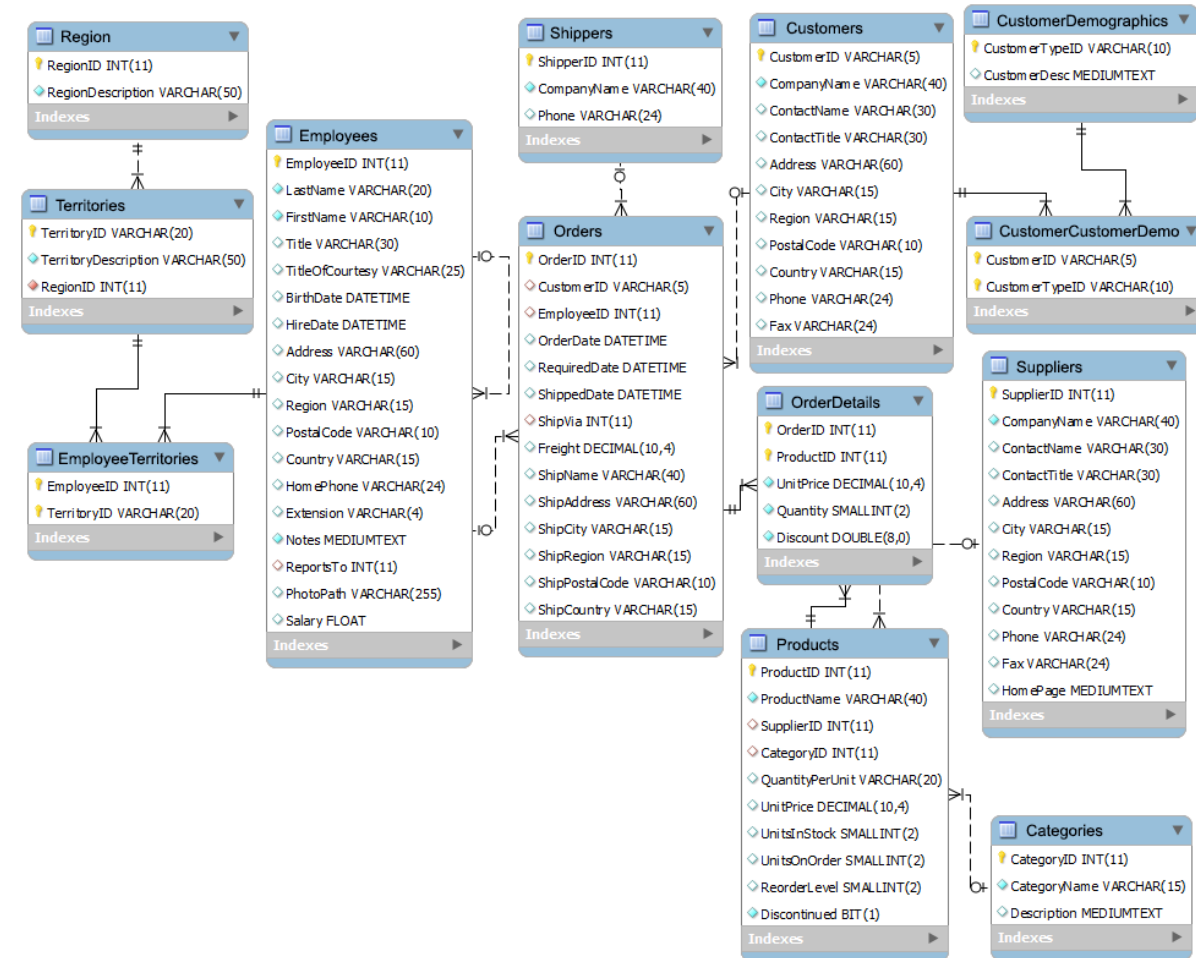 Region
RegionID INT(11)
RegionDescription VARCHAR(50)
Indexes
Territories
TerritoryID VARCHAR(20)
TerritoryDescription VARCHAR(50)
RegionID INT(11)
Indexes
EmployeeTerritories
EmployeeID INT(11)
TerritoryID VARCHAR(20)
Indexes
Employees
EmployeeID INT(11)
LastName VARCHAR(20)
FirstName VARCHAR(10)
Title VARCHAR(30)
TitleOfCourtesy VARCHAR(25)
BirthDate DATETIME
HireDate DATETIME
Address VARCHAR(60)
City VARCHAR(15)
Region VARCHAR(15)
PostalCode VARCHAR(10)
Country VARCHAR(15)
HomePhone VARCHAR(24)
Extension VARCHAR(4)
Notes MEDIUMTEXT
ReportsTo INT(11)
PhotoPath VARCHAR(255)
Salary FLOAT
Indexes
Shippers
ShipperID INT(11)
CompanyName VARCHAR(40)
Phone VARCHAR(24)
Indexes
Orders
OrderID INT(11)
CustomerID VARCHAR(5)
EmployeeID INT(11)
OrderDate DATETIME
RequiredDate DATETIME
ShippedDate DATETIME
ShipVia INT(11)
Freight DECIMAL(10,4)
ShipName VARCHAR(40)
ShipAddress VARCHAR(60)
ShipCity VARCHAR(15)
ShipRegion VARCHAR(15)
ShipPostalCode VARCHAR(10)
ShipCountry VARCHAR(15)
Indexes
Customers
CustomerID VARCHAR(5)
CompanyName VARCHAR(40)
ContactName VARCHAR(30)
ContactTitle VARCHAR(30)
Address VARCHAR(60)
City VARCHAR(15)
Region VARCHAR(15)
PostalCode VARCHAR(10)
Country VARCHAR(15)
Phone VARCHAR(24)
Fax VARCHAR(24)
Indexes
CustomerDemographics
CustomerTypeID VARCHAR(10)
CustomerDesc MEDIUMTEXT
Indexes
CustomerCustomerDemo
CustomerID VARCHAR(5)
CustomerTypeID VARCHAR(10)
Indexes
OrderDetails
OrderID INT(11)
ProductID INT(11)
UnitPrice DECIMAL(10,4)
Quantity SMALLINT(2)
Discount DOUBLE(8,0)
Indexes
Suppliers
SupplierID INT(11)
CompanyName VARCHAR(40)
ContactName VARCHAR(30)
ContactTitle VARCHAR(30)
Address VARCHAR(60)
City VARCHAR(15)
Region VARCHAR(15)
PostalCode VARCHAR(10)
Country VARCHAR(15)
Phone VARCHAR(24)
Fax VARCHAR(24)
HomePage MEDIUMTEXT
Indexes
Products
ProductID INT(11)
ProductName VARCHAR(40)
SupplierID INT(11)
CategoryID INT(11)
QuantityPerUnit VARCHAR(20)
UnitPrice DECIMAL(10,4)
UnitsInStock SMALLINT(2)
UnitsOnOrder SMALLINT(2)
ReorderLevel SMALLINT(2)
Discontinued BIT(1)
Indexes
Categories
CategoryID INT(11)
CategoryName VARCHAR(15)
Description MEDIUMTEXT
Indexes